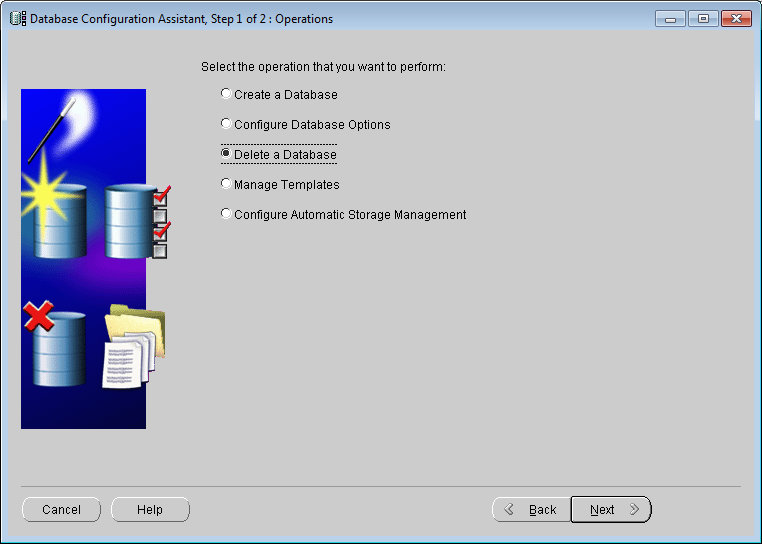 Database Configuration Assistant, Step 1 of 2 : Operations
Select the operation that you want to perform:
Create a Database
Configure Database Options
Delete a Database
Manage Templates
Configure Automatic Storage Management
Cancel
Help
Back
Next